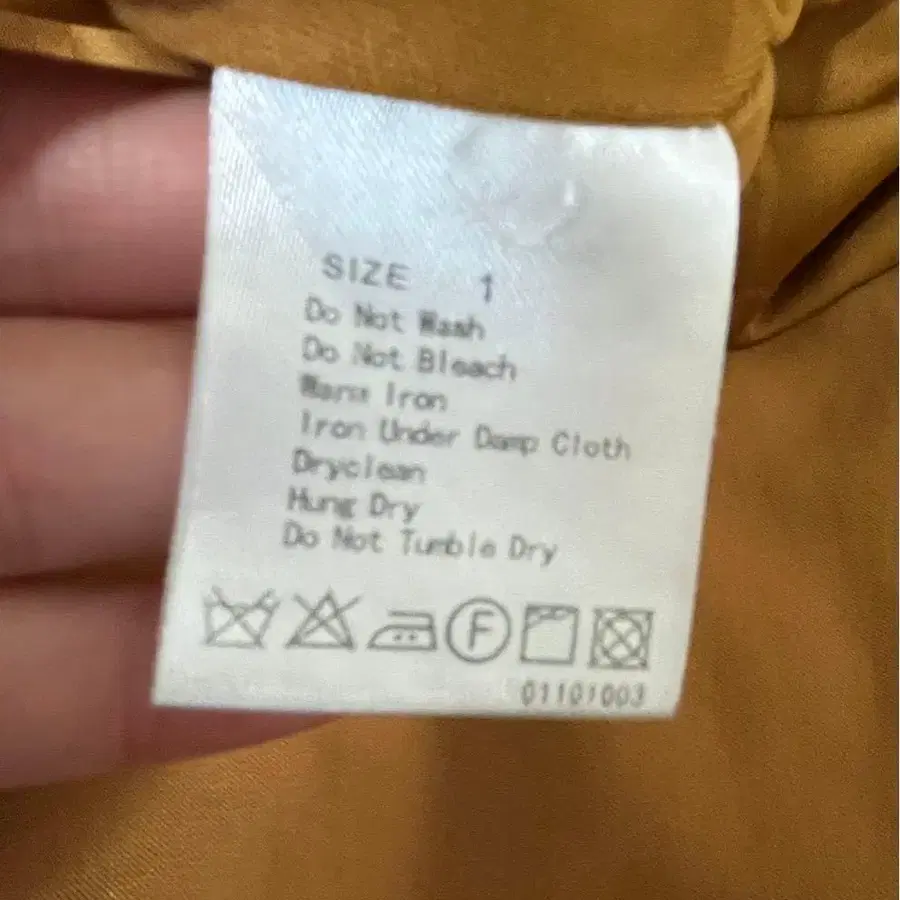 SIZE 1
Do Not Wash
Do Not Bleach
Warm Iron
Iron Under Damp Cloth
Dryclean
Hung Dry
Do Not Tumble Dry
F
01101003